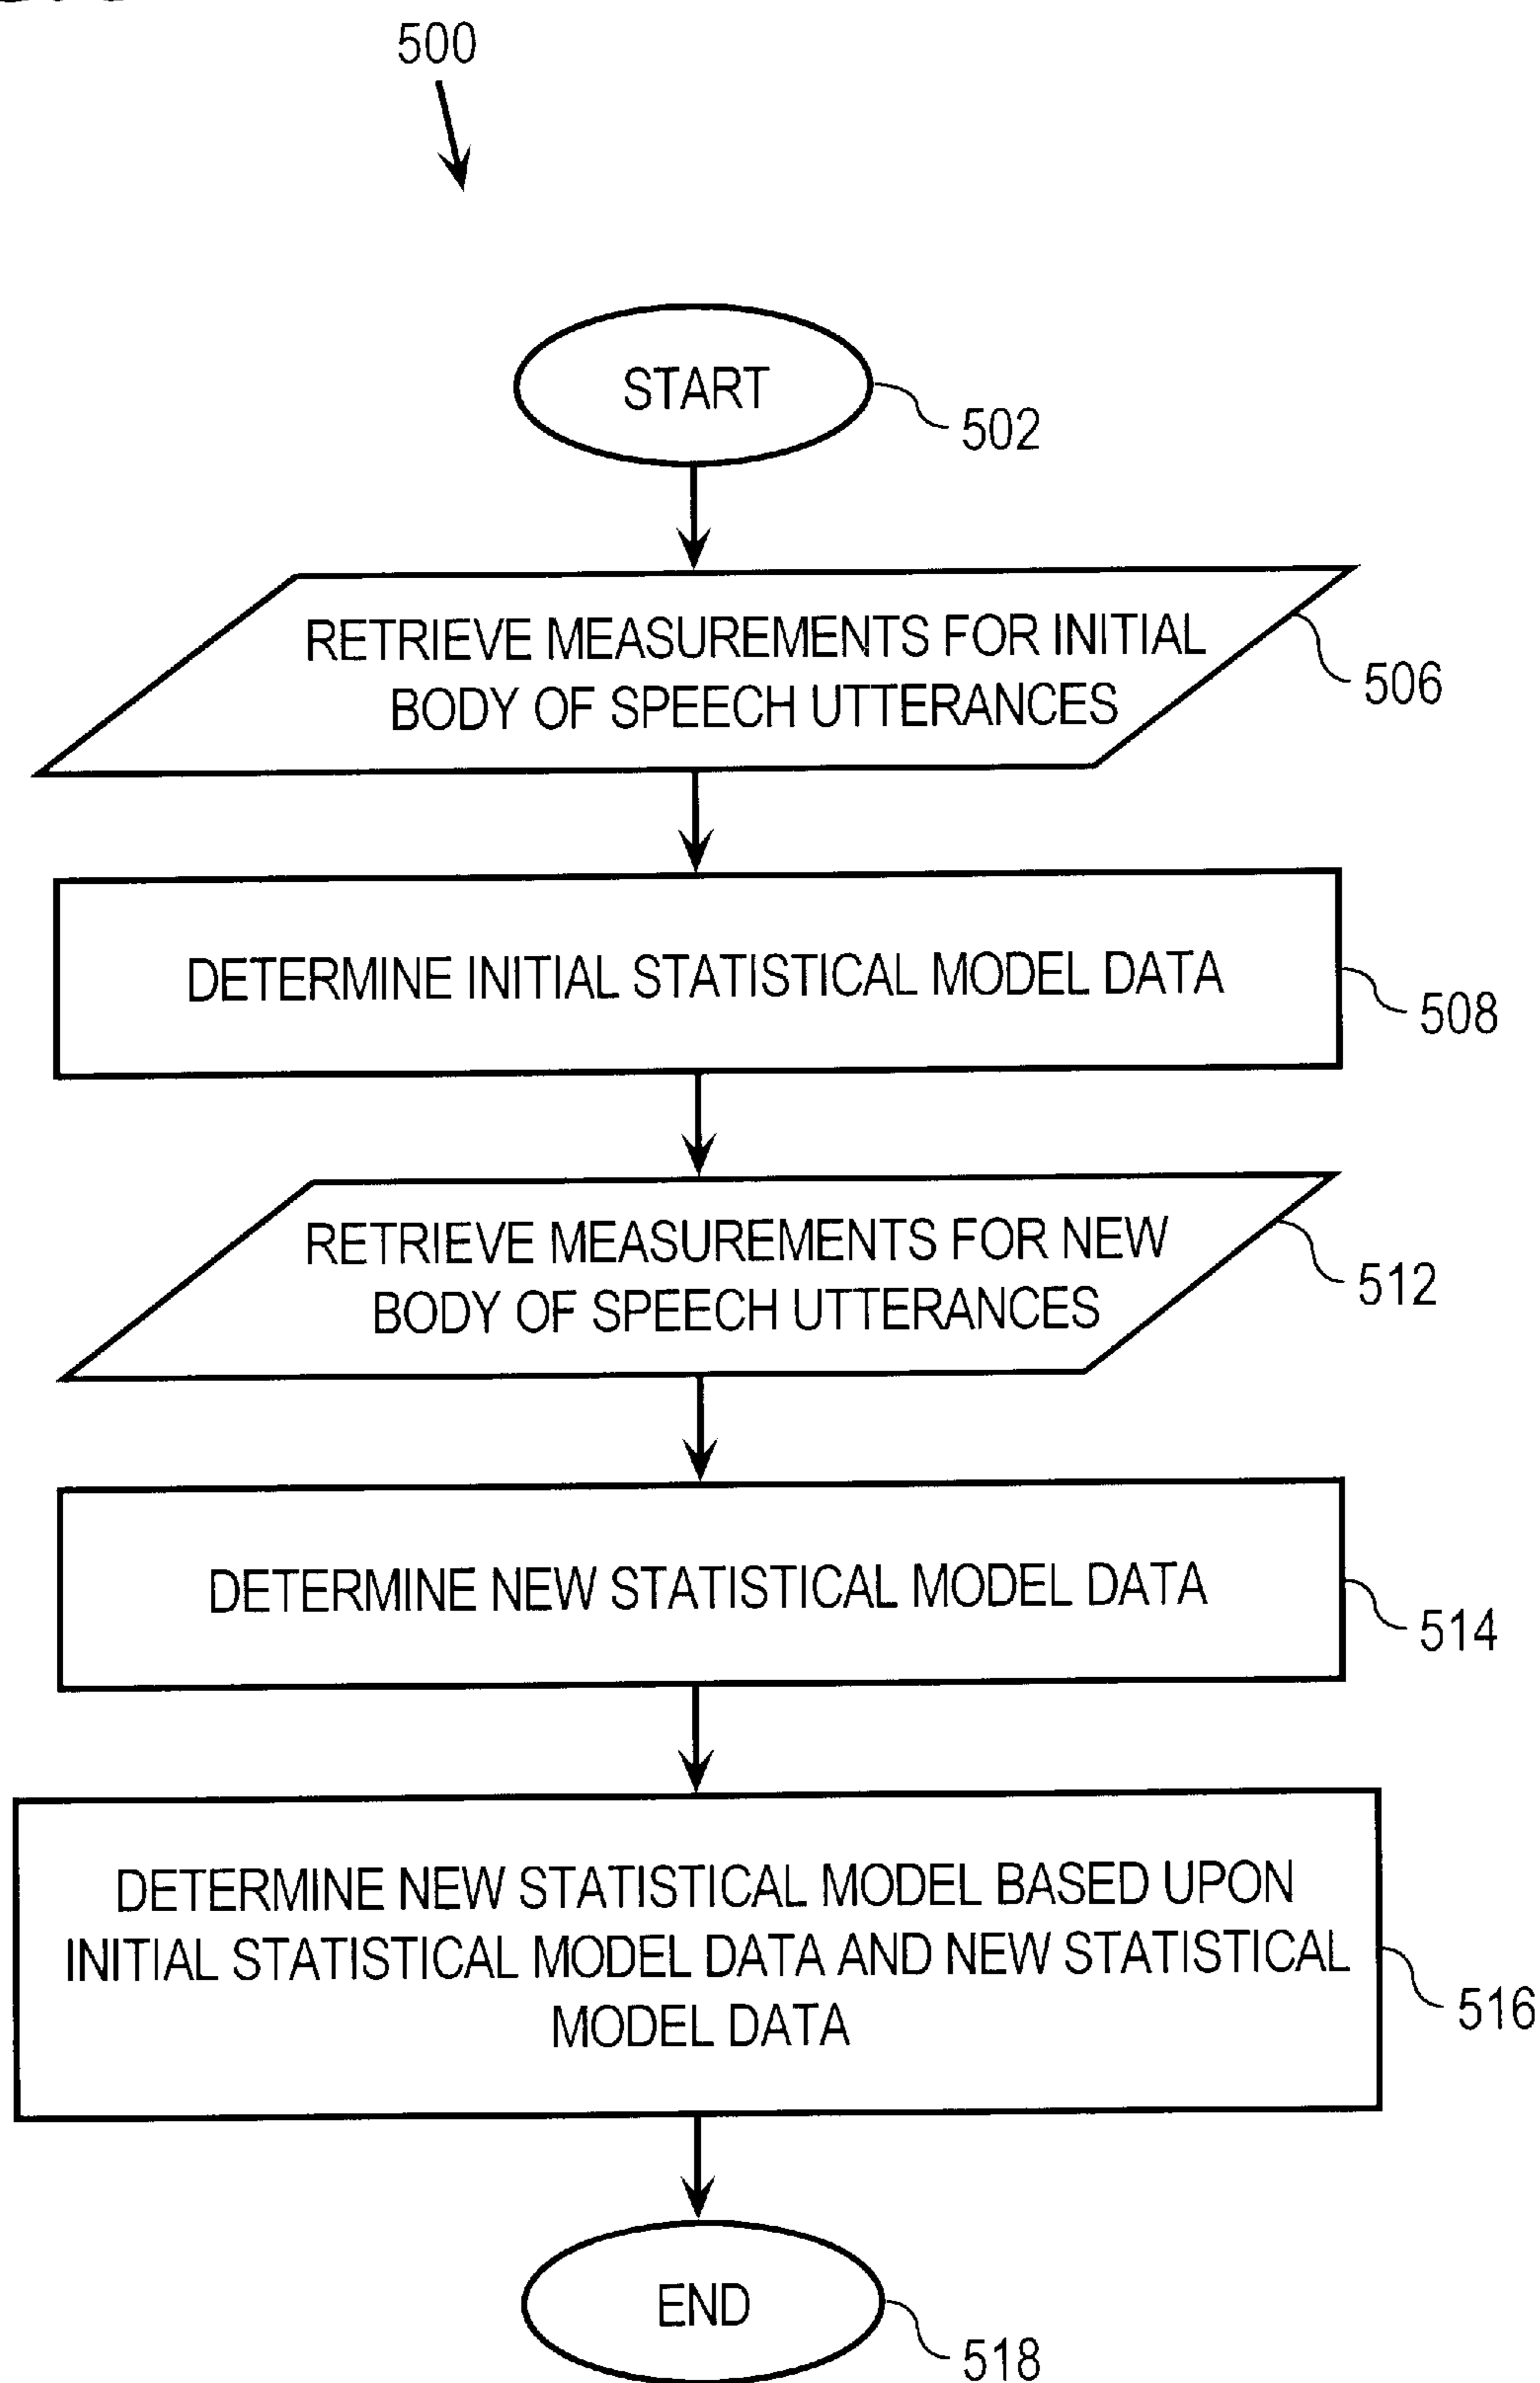 500
START
502
RETRIEVE MEASUREMENTS FOR INITIAL
BODY OF SPEECH UTTERANCES
506
DETERMINE INITIAL STATISTICAL MODEL DATA
508
RETRIEVE MEASUREMENTS FOR NEW
BODY OF SPEECH UTTERANCES
512
DETERMINE NEW STATISTICAL MODEL DATA
514
DETERMINE NEW STATISTICAL MODEL BASED UPON
INITIAL STATISTICAL MODEL DATA AND NEW STATISTICAL
MODEL DATA
516
END
518